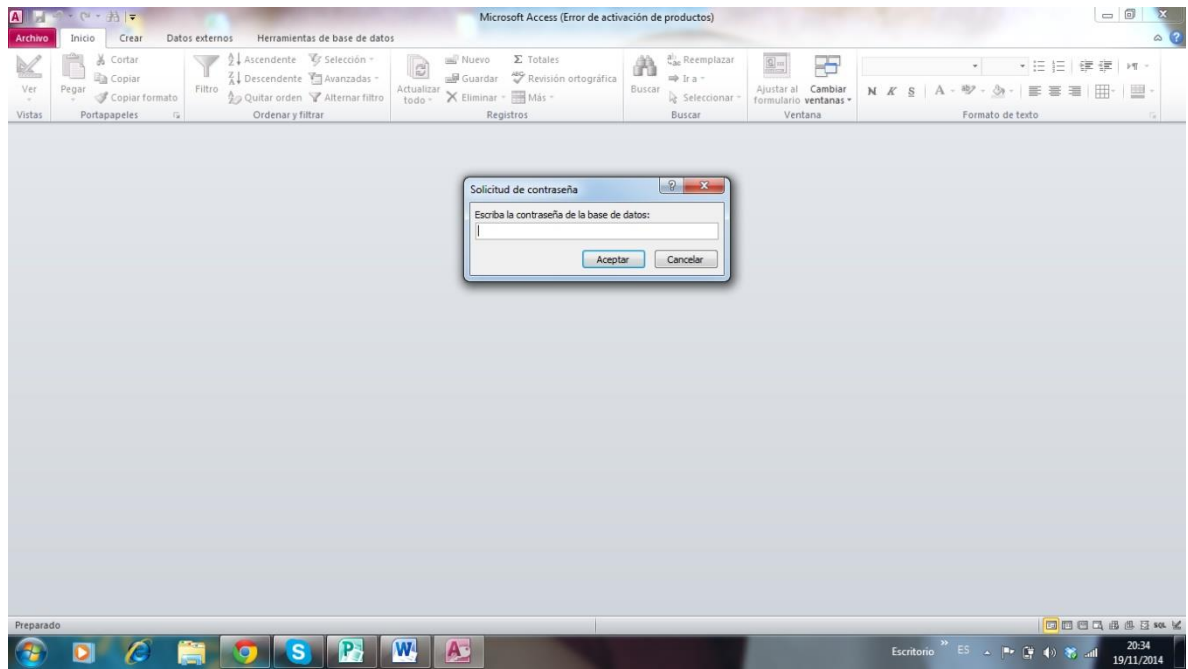 Microsoft Access (Error de activación de productos)
Archivo Inicio Crear Datos externos Herramientas de base de datos
Ver
Vistas
Pegar
Cortar
Copiar
Copiar formato
Portapapeles
Filtro
Ascendente Selección
Descendente Avanzadas
Quitar orden Alternar filtro
Ordenar y filtrar
Actualizar todo
Nuevo Totales
Guardar Revisión ortográfica
Eliminar Más
Registros
Buscar
Reemplazar
Ir a
Seleccionar
Buscar
Ajustar al formulario
Cambiar ventanas
Ventana
N K S A
Formato de texto
Solicitud de contraseña
Escriba la contraseña de la base de datos:
Aceptar Cancelar
Preparado
SQL
Escritorio ES
20:34
19/11/2014